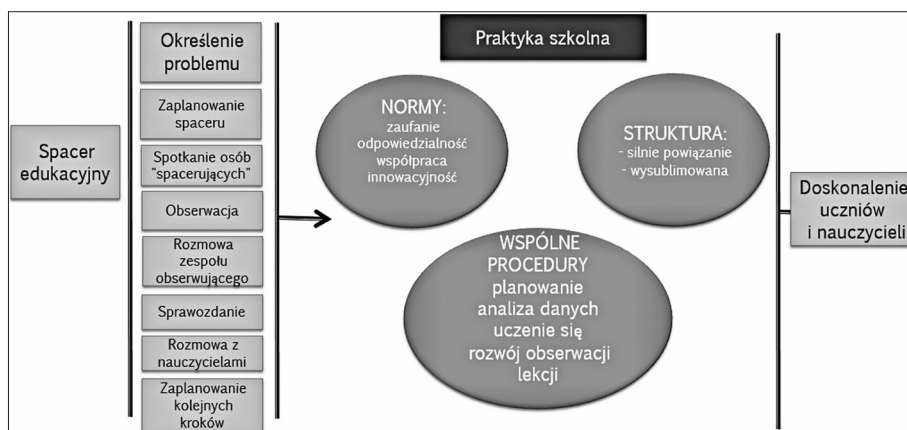 Spacer
edukacyjny
Określenie
problemu
Zaplanowanie
spaceru
Spotkanie osób
"spacerujących"
Obserwacja
Rozmowa
zespołu
obserwującego
Sprawozdanie
Rozmowa z
nauczycielami
Zaplanowanie
kolejnych
kroków
Praktyka szkolna
NORMY:
zaufanie
odpowiedzialność
współpraca
innowacyjność
STRUKTURA:
- silnie powiązanie
- wysublimowana
WSPÓLNE
PROCEDURY
planowanie
analiza danych
uczenie się
rozwój obserwacji
lekcji
Doskonalenie
uczniów
i nauczycieli